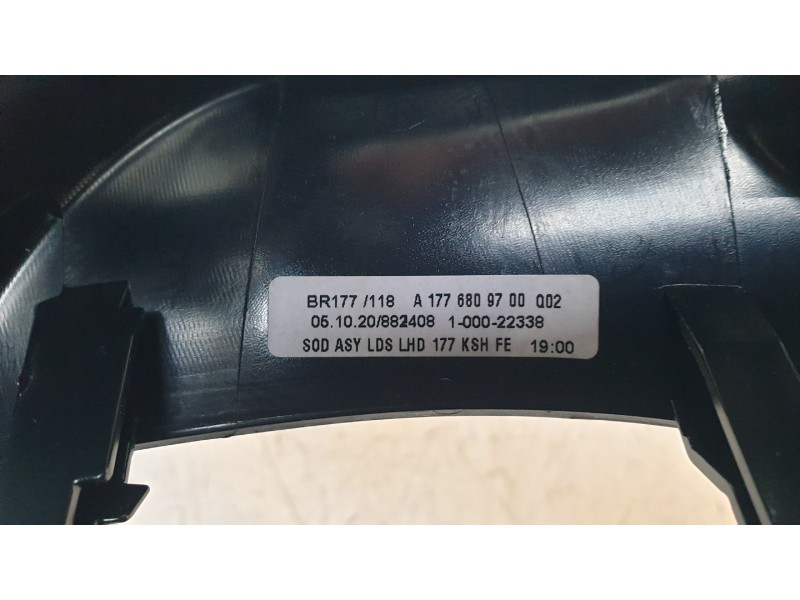 BR177 /118 A 177 680 97 00 Q02
05.10.20/882408 1-000-22338
SOD ASY LDS LHD 177 KSH FE 19:00